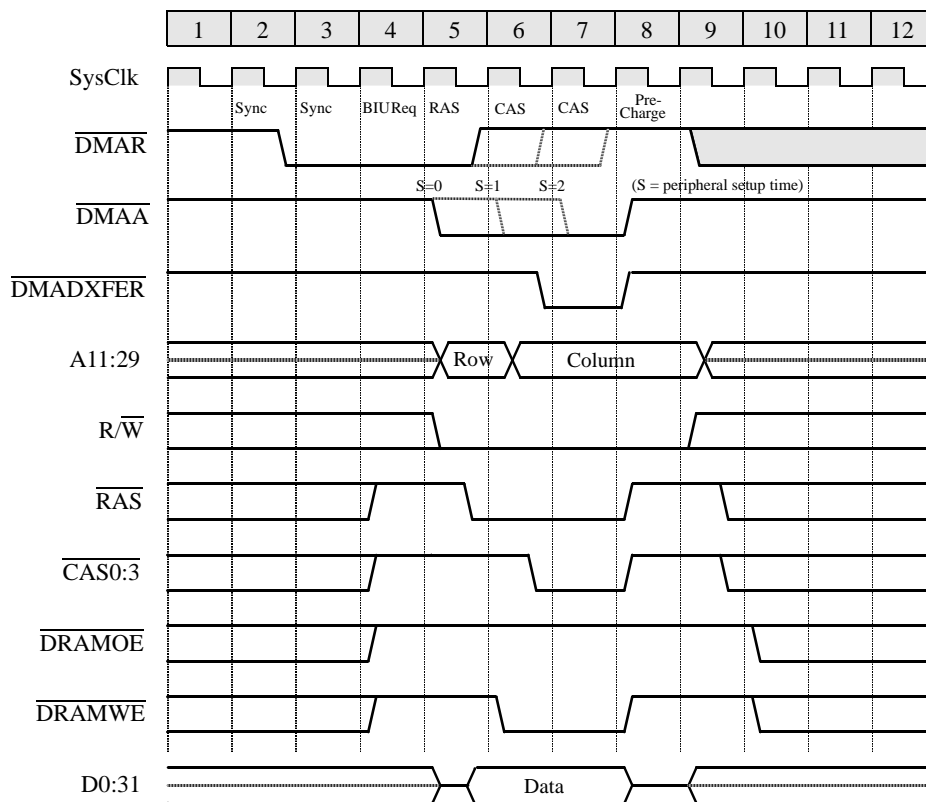 1 2 3 4 5 6 7 8 9 10 11 12
SysClk
Sync Sync BIUReq RAS CAS CAS Pre-
Charge
DMAR
S=0 S=1 S=2 (S = peripheral setup time)
DMAA
DMADXFER
A11:29 Row Column
R/W
RAS
CAS0:3
DRAMOE
DRAMWE
D0:31 Data